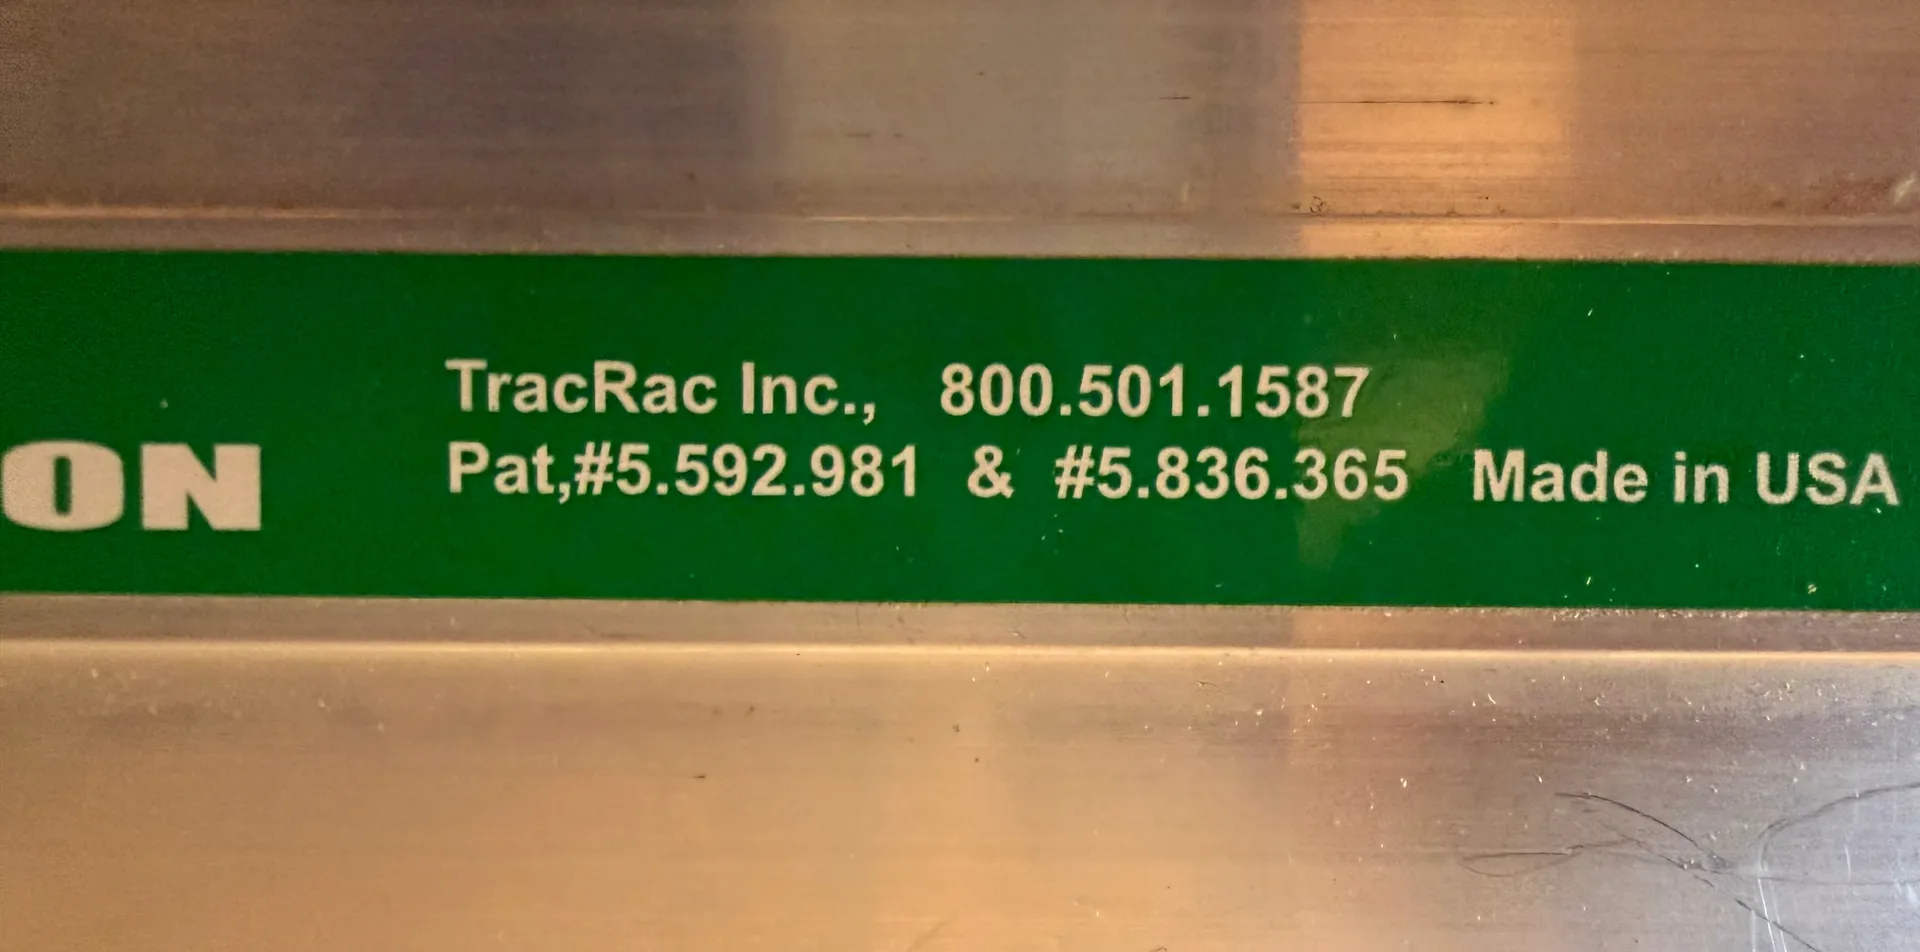 ON
TracRac Inc., 800.501.1587
Pat,#5.592.981 & #5.836.365 Made in USA